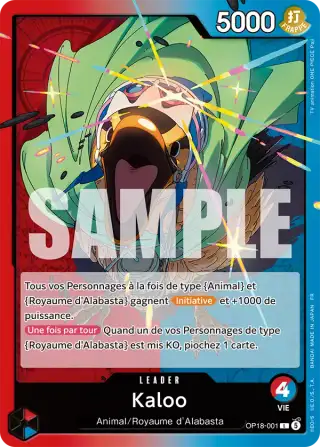 5000
打
FRAPPE
SAMPLE
Tous vos Personnages à la fois de type {Animal} et
{Royaume d'Alabasta} gagnent Initiative et +1000 de
puissance.
Une fois par tour Quand un de vos Personnages de type
{Royaume d'Alabasta} est mis KO, piochez 1 carte.
LEADER
Kaloo
4
VIE
Animal/Royaume d'Alabasta
OP18-001 L